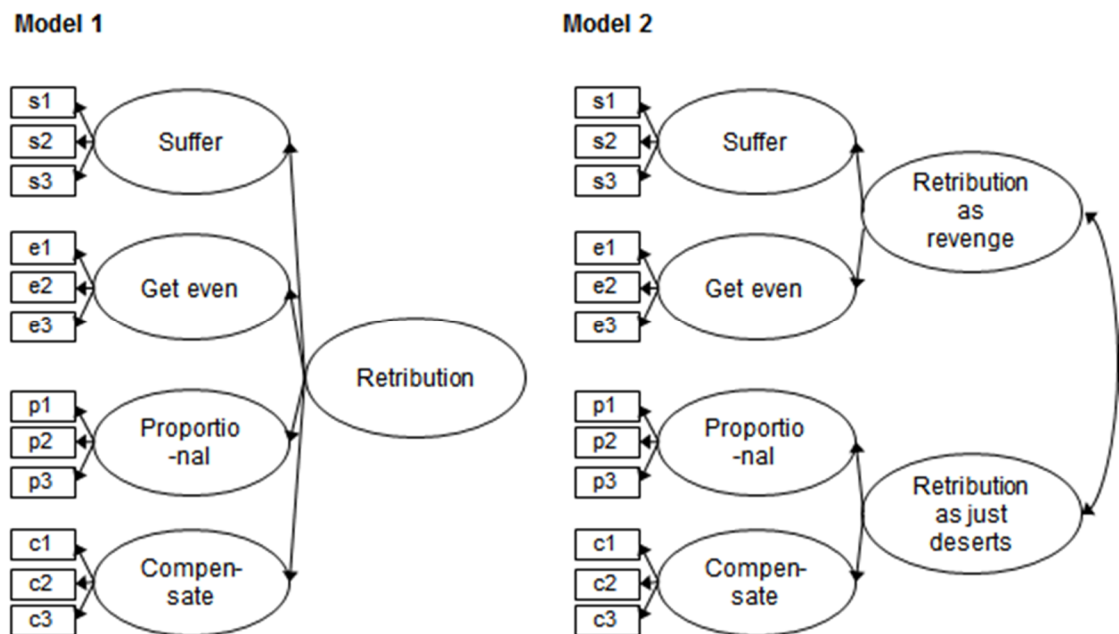 Model 1
s1
s2
s3
Suffer
e1
e2
e3
Get even
p1
p2
p3
Proportio
-nal
c1
c2
c3
Compen-
sate
Retribution
Model 2
s1
s2
s3
Suffer
e1
e2
e3
Get even
p1
p2
p3
Proportio
-nal
c1
c2
c3
Compen-
sate
Retribution
as
revenge
Retribution
as just
deserts